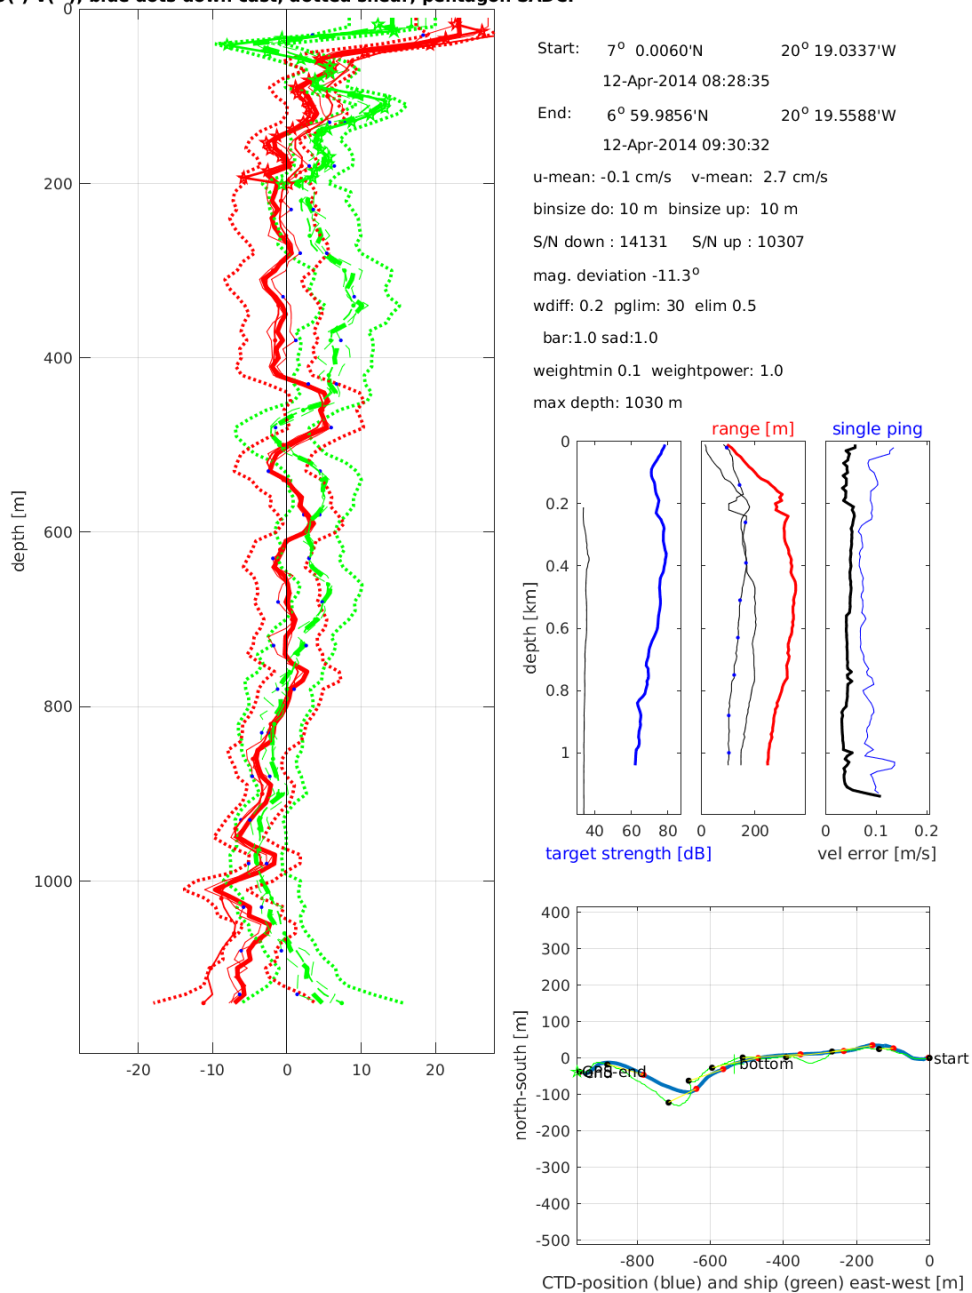 blue dots down cast, dotted shear, pentagon SADCP
Start: 7° 0.0060'N 20° 19.0337'W
12-Apr-2014 08:28:35
End: 6° 59.9856'N 20° 19.5588'W
12-Apr-2014 09:30:32
u-mean: -0.1 cm/s v-mean: 2.7 cm/s
binsize do: 10 m binsize up: 10 m
S/N down : 14131 S/N up : 10307
mag. deviation -11.3°
wdiff: 0.2 pglim: 30 elim 0.5
bar:1.0 sad:1.0
weightmin 0.1 weightpower: 1.0
max depth: 1030 m
0
200
400
600
800
1000
depth [m]
-20 -10 0 10 20
range [m] single ping
0
0.2
0.4
0.6
0.8
1
depth [km]
40 60 80 0 200 0 0.1 0.2
target strength [dB] vel error [m/s]
400
300
200
100
0
-100
-200
-300
-400
-500
north-south [m]
start
bottom
-end
-800 -600 -400 -200 0
CTD-position (blue) and ship (green) east-west [m]